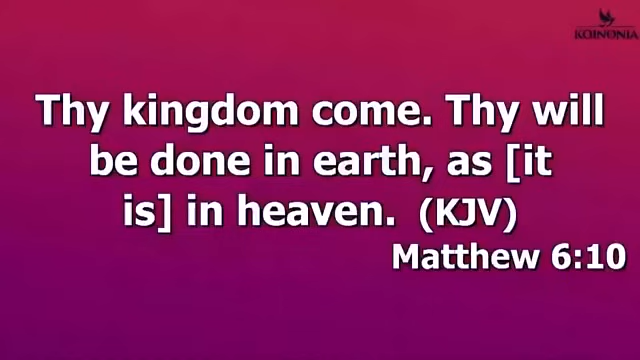 KOINONIA
Thy kingdom come. Thy will
be done in earth, as [it
is] in heaven. (KJV)
Matthew 6:10